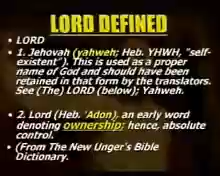 LORD DEFINED
• LORD
• 1. Jehovah (yahweh; Heb. YHWH, "self-
existent"). This is used as a proper
name of God and should have been
retained in that form by the translators.
See (The) LORD (below); Yahweh.
• 2. Lord (Heb. 'Adon), an early word
denoting ownership; hence, absolute
control.
• (From The New Unger's Bible
Dictionary.